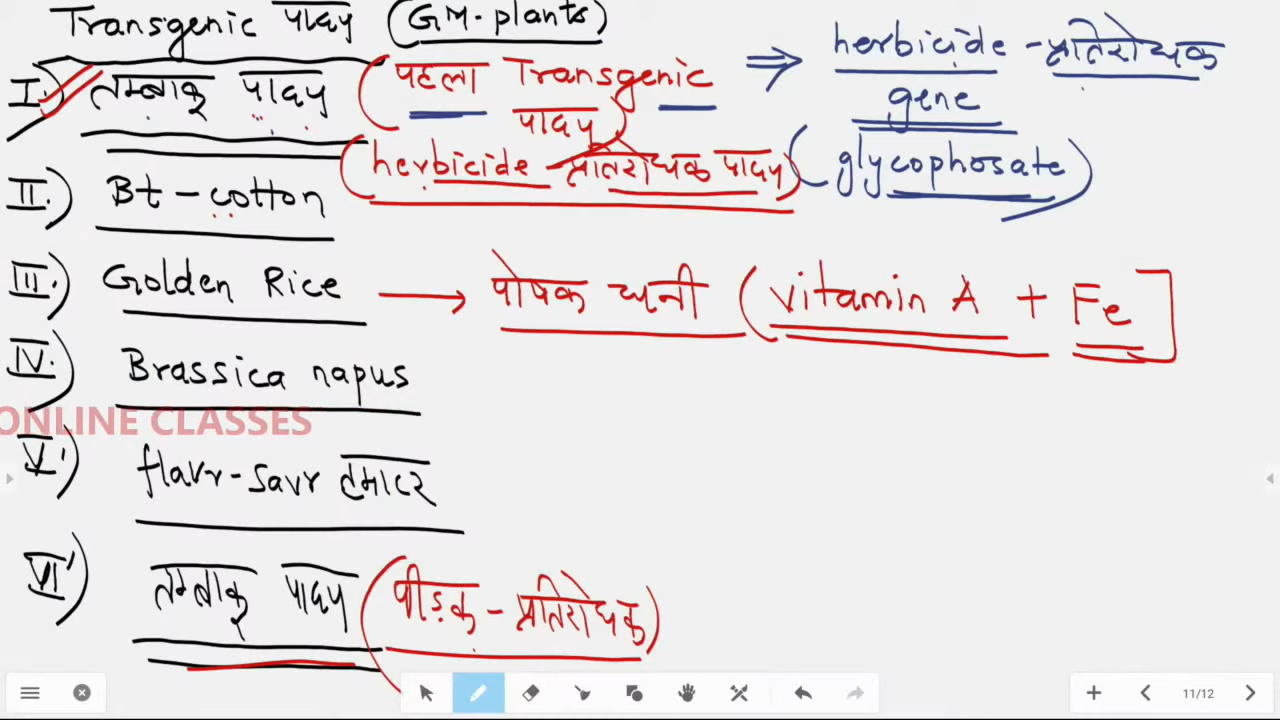 Transgenic पादप (GM-plants)
I.) तम्बाकू पादप (पहला Transgenic पादप) ⇒ herbicide - प्रतिरोधक gene
(herbicide - प्रतिरोधक पादप) (glycophosate)
II.) Bt - cotton
III.) Golden Rice → पोषक धनी (vitamin A + Fe]
IV.) Brassica napus
ONLINE CLASSES
V.) flavr-savr टमाटर
VI) तम्बाकू पादप (पीड़क - प्रतिरोधक)
11/12